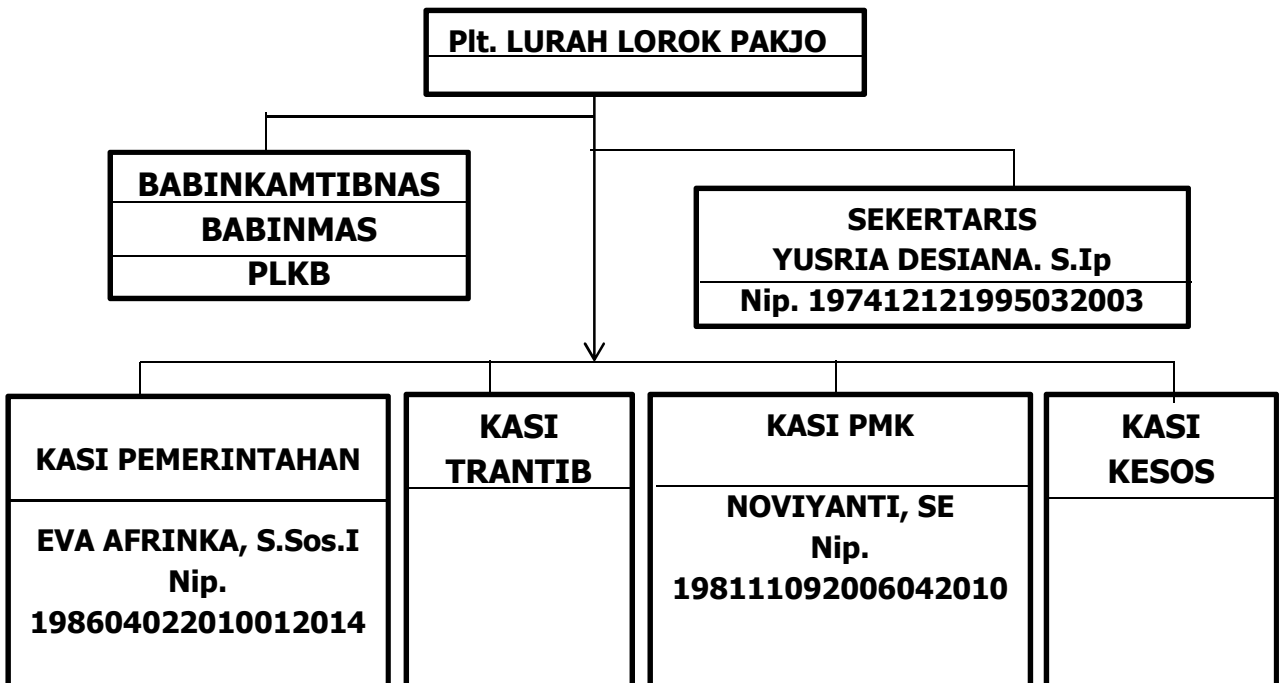 Plt. LURAH LOROK PAKJO
BABINKAMTIBNAS
BABINMAS
PLKB
SEKERTARIS
YUSRIA DESIANA. S.Ip
Nip. 197412121995032003
KASI PEMERINTAHAN
EVA AFRINKA, S.Sos.I
Nip.
198604022010012014
KASI
TRANTIB
KASI PMK
NOVIYANTI, SE
Nip.
198111092006042010
KASI
KESOS